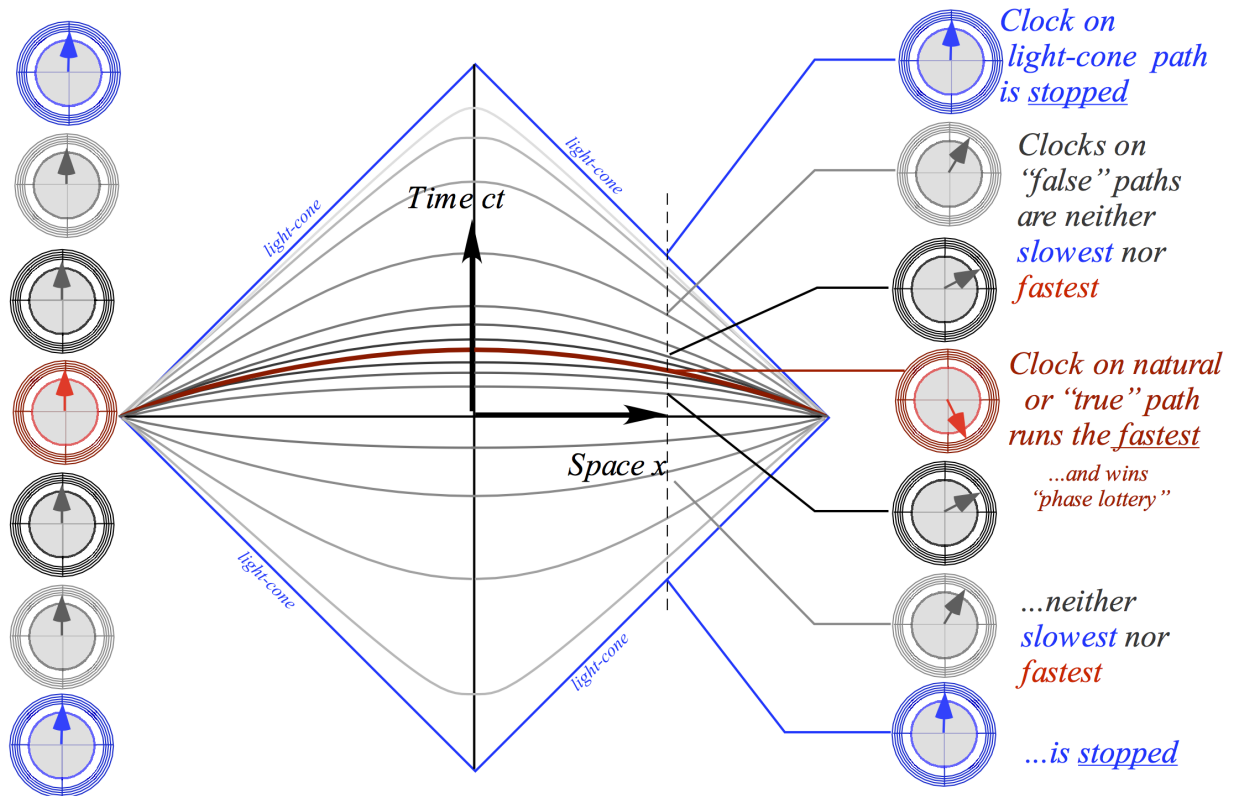 Clock on
light-cone path
is stopped
light-cone
light-cone
Time ct
Clocks on
“false” paths
are neither
slowest nor
fastest
Clock on natural
or “true” path
runs the fastest
...and wins
“phase lottery”
Space x
light-cone
light-cone
...neither
slowest nor
fastest
...is stopped